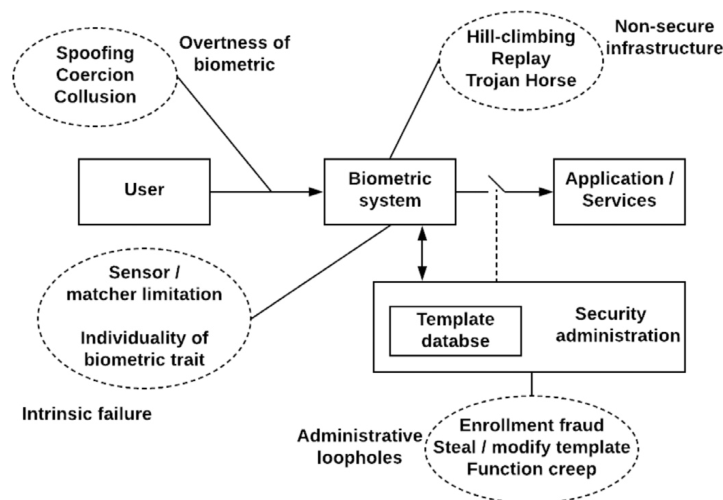 Spoofing
Coercion
Collusion
Overtness of
biometric
Hill-climbing
Replay
Trojan Horse
Non-secure
infrastructure
User
Biometric
system
Application /
Services
Sensor /
matcher limitation
Individuality of
biometric trait
Intrinsic failure
Template
databse
Security
administration
Administrative
loopholes
Enrollment fraud
Steal / modify template
Function creep